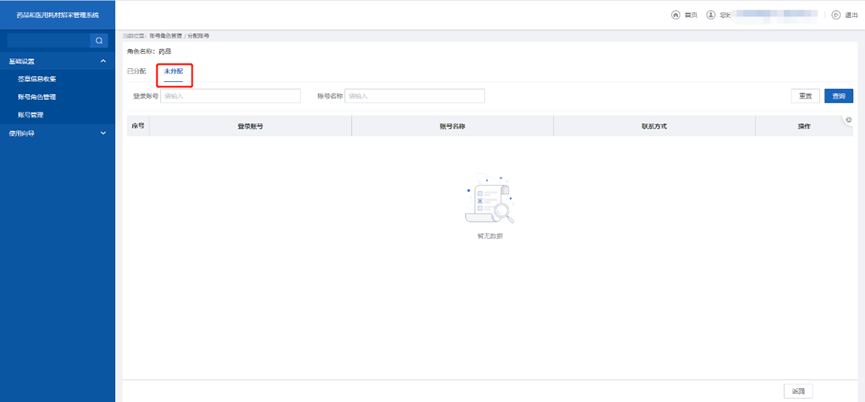 药品和医用耗材招采管理系统
首页
退出
基础设置
签章信息收集
账号角色管理
账号管理
使用向导
当前位置：账号角色管理 / 分配账号
角色名称：药品
已分配 未分配
登录账号 请输入 账号名称 请输入 重置 查询
序号 登录账号 账号名称 联系方式 操作
暂无数据
返回